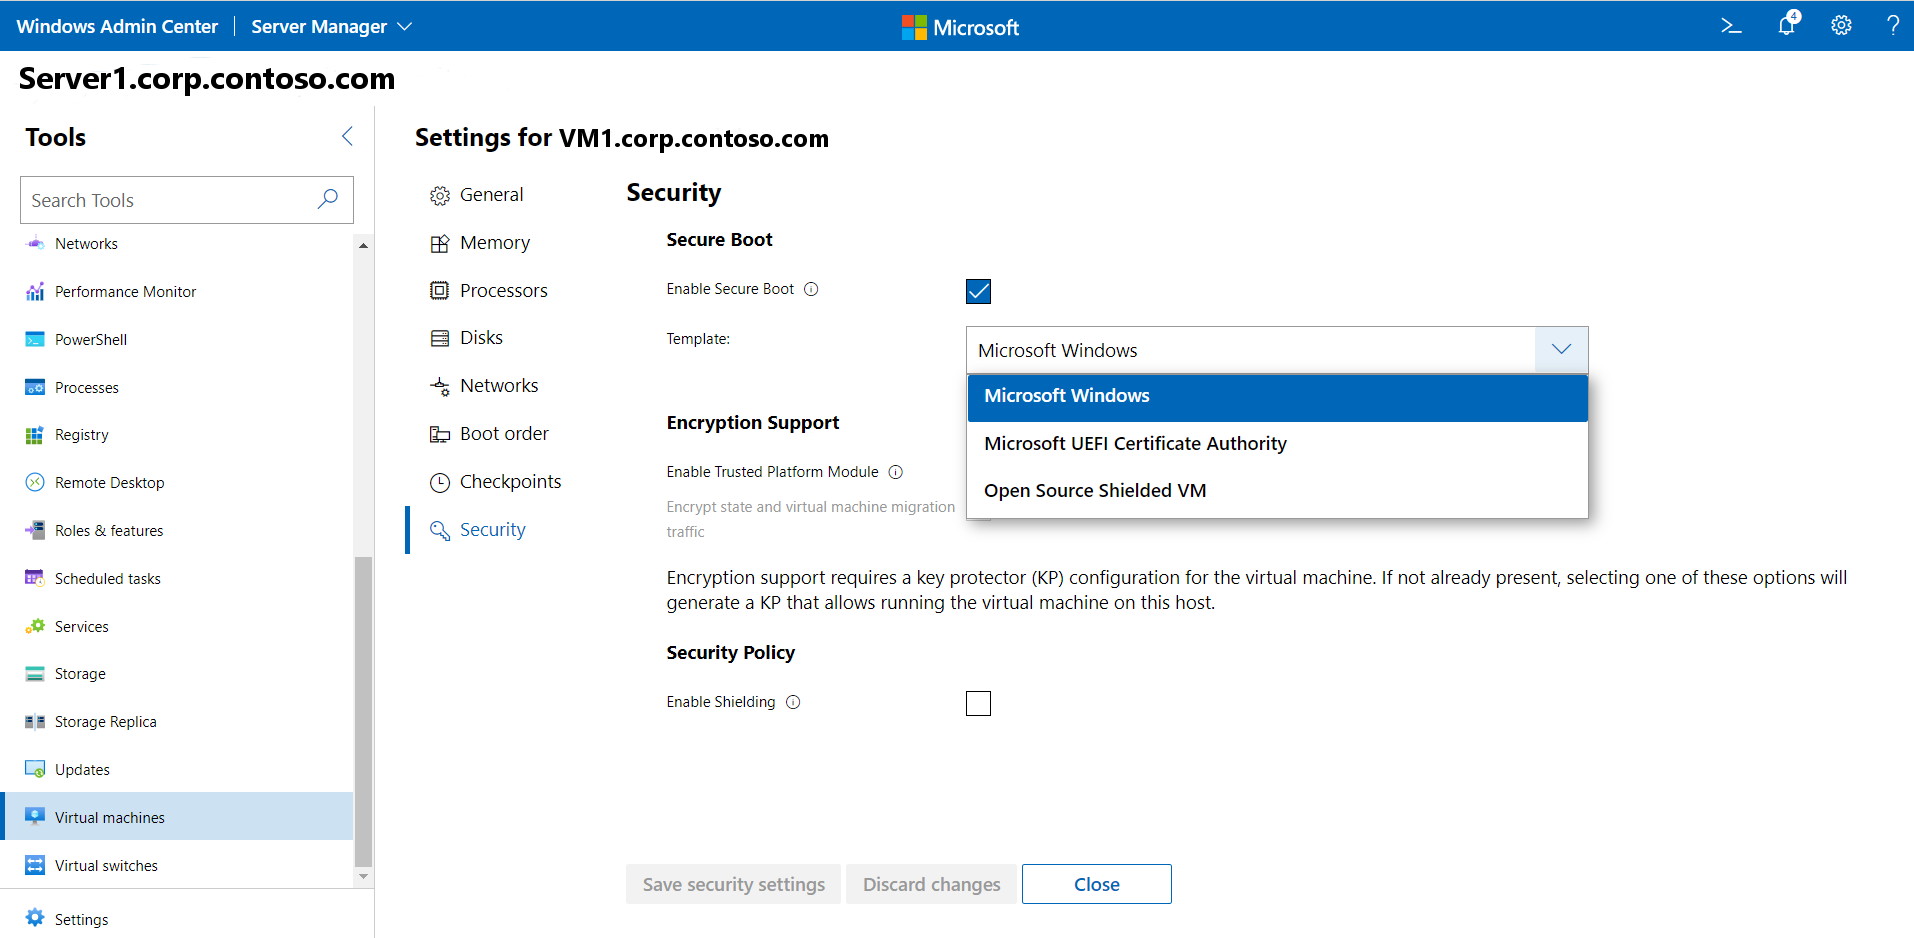 Windows Admin Center
Server Manager
Microsoft
4
Server1.corp.contoso.com
Tools
Search Tools
Networks
Performance Monitor
PowerShell
Processes
Registry
Remote Desktop
Roles & features
Scheduled tasks
Services
Storage
Storage Replica
Updates
Virtual machines
Virtual switches
Settings
Settings for VM1.corp.contoso.com
General
Memory
Processors
Disks
Networks
Boot order
Checkpoints
Security
Security
Secure Boot
Enable Secure Boot
Template:
Microsoft Windows
Microsoft Windows
Microsoft UEFI Certificate Authority
Open Source Shielded VM
Encryption Support
Enable Trusted Platform Module
Encrypt state and virtual machine migration
traffic
Encryption support requires a key protector (KP) configuration for the virtual machine. If not already present, selecting one of these options will
generate a KP that allows running the virtual machine on this host.
Security Policy
Enable Shielding
Save security settings
Discard changes
Close